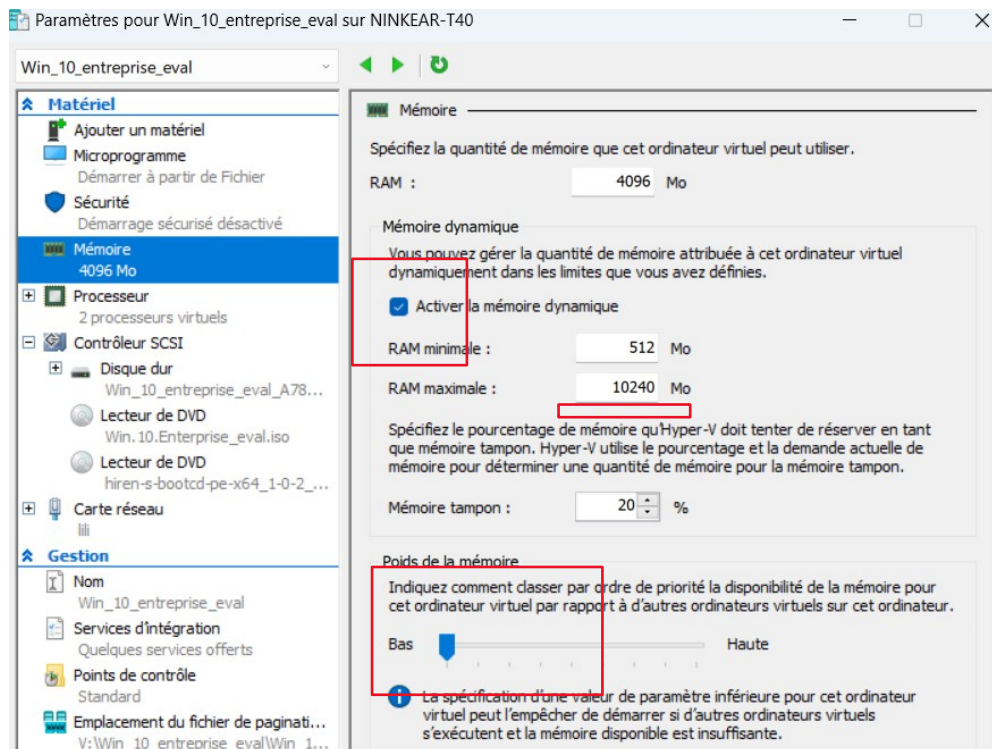 Paramètres pour Win_10_entreprise_eval sur NINKEAR-T40
Win_10_entreprise_eval
Matériel
Ajouter un matériel
Microprogramme
Démarrer à partir de Fichier
Sécurité
Démarrage sécurisé désactivé
Mémoire
4096 Mo
Processeur
2 processeurs virtuels
Contrôleur SCSI
Disque dur
Win_10_entreprise_eval_A78...
Lecteur de DVD
Win.10.Enterprise_eval.iso
Lecteur de DVD
hiren-s-bootcd-pe-x64_1-0-2_...
Carte réseau
lili
Gestion
Nom
Win_10_entreprise_eval
Services d'intégration
Quelques services offerts
Points de contrôle
Standard
Emplacement du fichier de paginati...
V:\Win_10_entreprise_eval\Win_1...
Mémoire
Spécifiez la quantité de mémoire que cet ordinateur virtuel peut utiliser.
RAM : 4096 Mo
Mémoire dynamique
Vous pouvez gérer la quantité de mémoire attribuée à cet ordinateur virtuel
dynamiquement dans les limites que vous avez définies.
Activer la mémoire dynamique
RAM minimale : 512 Mo
RAM maximale : 10240 Mo
Spécifiez le pourcentage de mémoire qu'Hyper-V doit tenter de réserver en tant
que mémoire tampon. Hyper-V utilise le pourcentage et la demande actuelle de
mémoire pour déterminer une quantité de mémoire pour la mémoire tampon.
Mémoire tampon : 20 %
Poids de la mémoire
Indiquez comment classer par ordre de priorité la disponibilité de la mémoire pour
cet ordinateur virtuel par rapport à d'autres ordinateurs virtuels sur cet ordinateur.
Bas Haute
La spécification d'une valeur de paramètre inférieure pour cet ordinateur
virtuel peut l'empêcher de démarrer si d'autres ordinateurs virtuels
s'exécutent et la mémoire disponible est insuffisante.